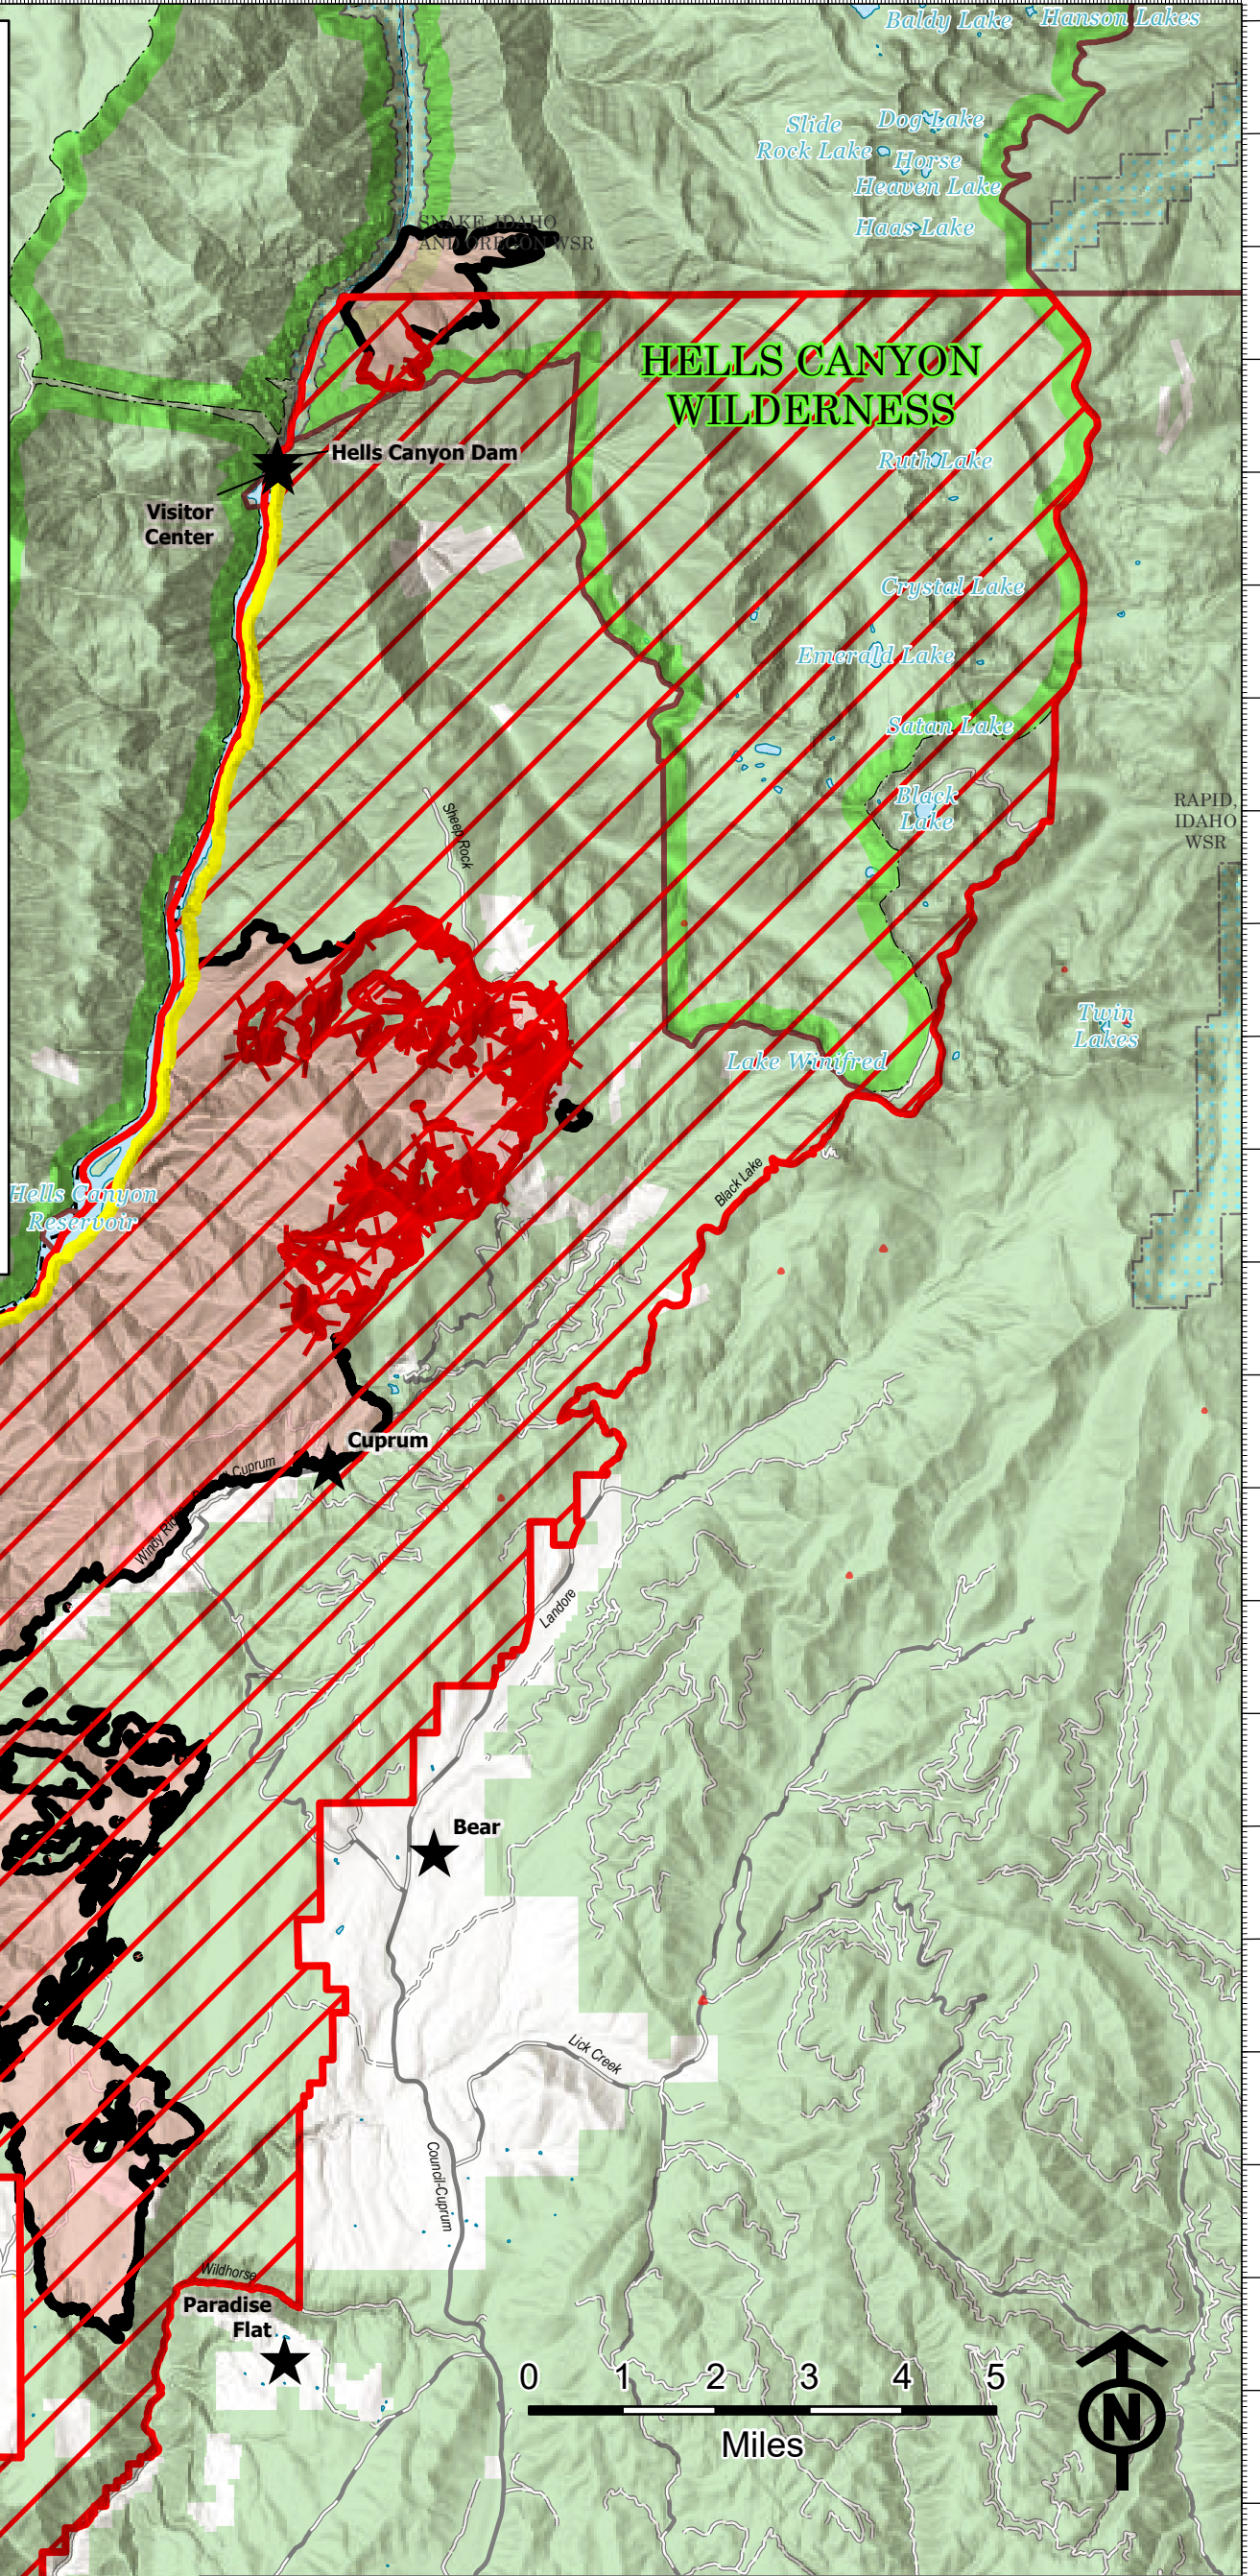 Baldy Lake
Hanson Lakes
Dog Lake
Slide
Rock Lake
Horse
Heaven Lake
Haas Lake
SNAKE, IDAHO
AND OREGON WSR
HELLS CANYON
WILDERNESS
Hells Canyon Dam
Ruth Lake
Visitor
Center
Crystal Lake
Emerald Lake
Satan Lake
Black
Lake
RAPID,
IDAHO
WSR
Sheep Rock
Twin
Lakes
Lake Winifred
Black Lake
Hells Canyon
Reservoir
Cuprum
Cuprum
Windy
Landore
Bear
Lick Creek
Council-Cuprum
Wildhorse
Paradise
Flat
0 1 2 3 4 5
Miles
N